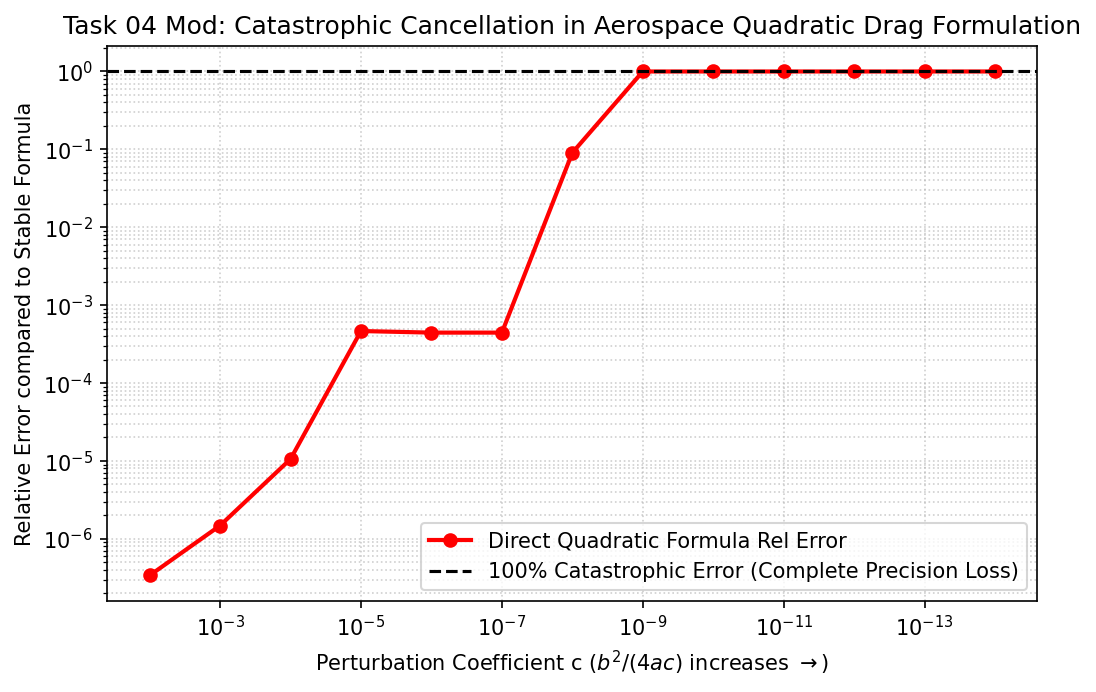 Task 04 Mod: Catastrophic Cancellation in Aerospace Quadratic Drag Formulation
Relative Error compared to Stable Formula
10⁰
10⁻¹
10⁻²
10⁻³
10⁻⁴
10⁻⁵
10⁻⁶
Direct Quadratic Formula Rel Error
100% Catastrophic Error (Complete Precision Loss)
10⁻³ 10⁻⁵ 10⁻⁷ 10⁻⁹ 10⁻¹¹ 10⁻¹³
Perturbation Coefficient c (b²/(4ac) increases →)